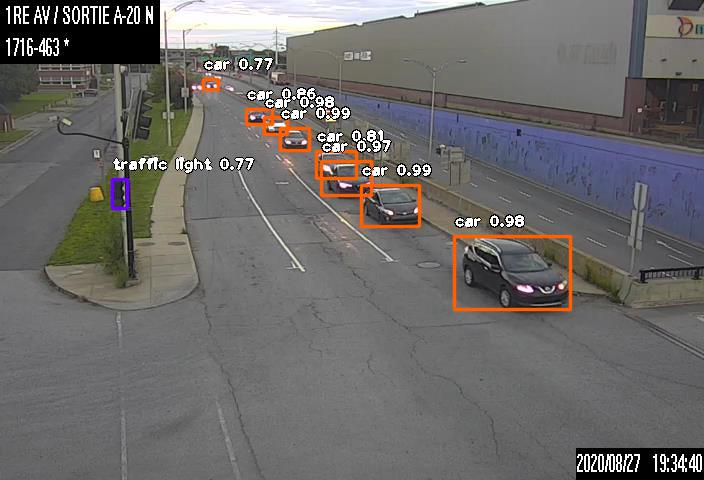 1RE AV / SORTIE A-20 N
1716-463 *
car 0.77
car 0.86
car 0.98
car 0.99
car 0.81
car 0.97
car 0.99
traffic light 0.77
car 0.98
2020/08/27 19:34:40